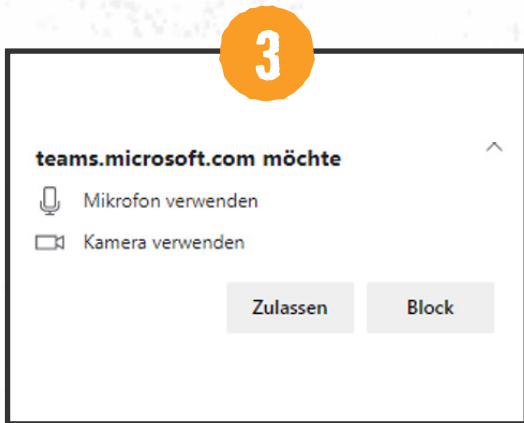 3
teams.microsoft.com möchte
Mikrofon verwenden
Kamera verwenden
Zulassen Block